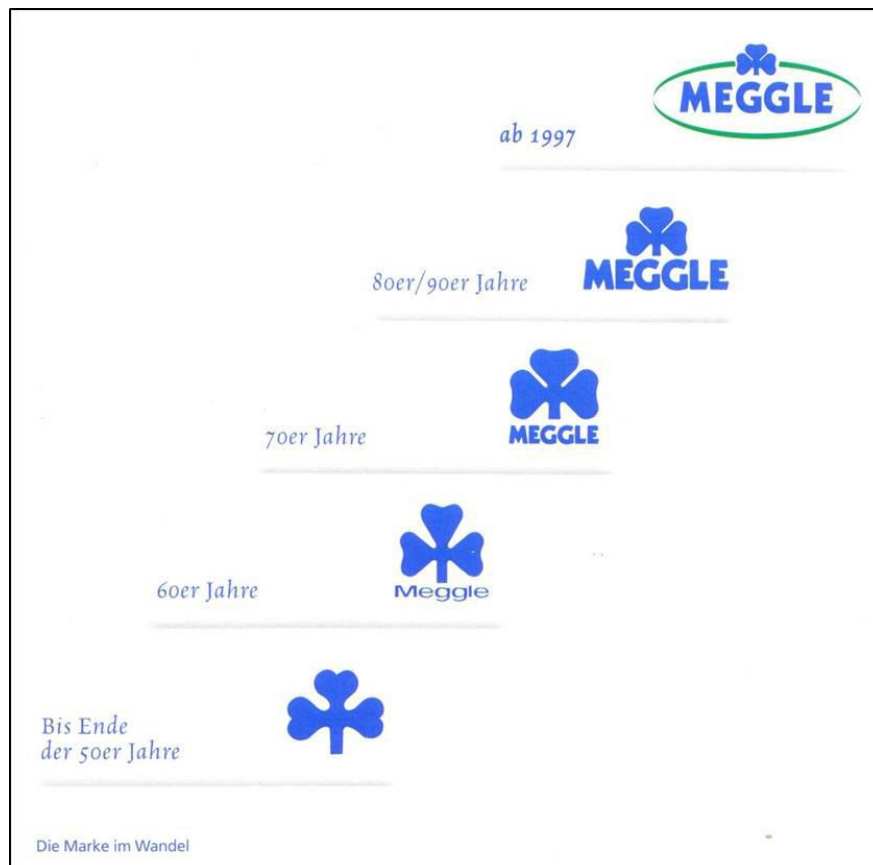 MEGGLE
ab 1997
80er/90er Jahre
MEGGLE
70er Jahre
MEGGLE
60er Jahre
Meggle
Bis Ende
der 50er Jahre
Die Marke im Wandel